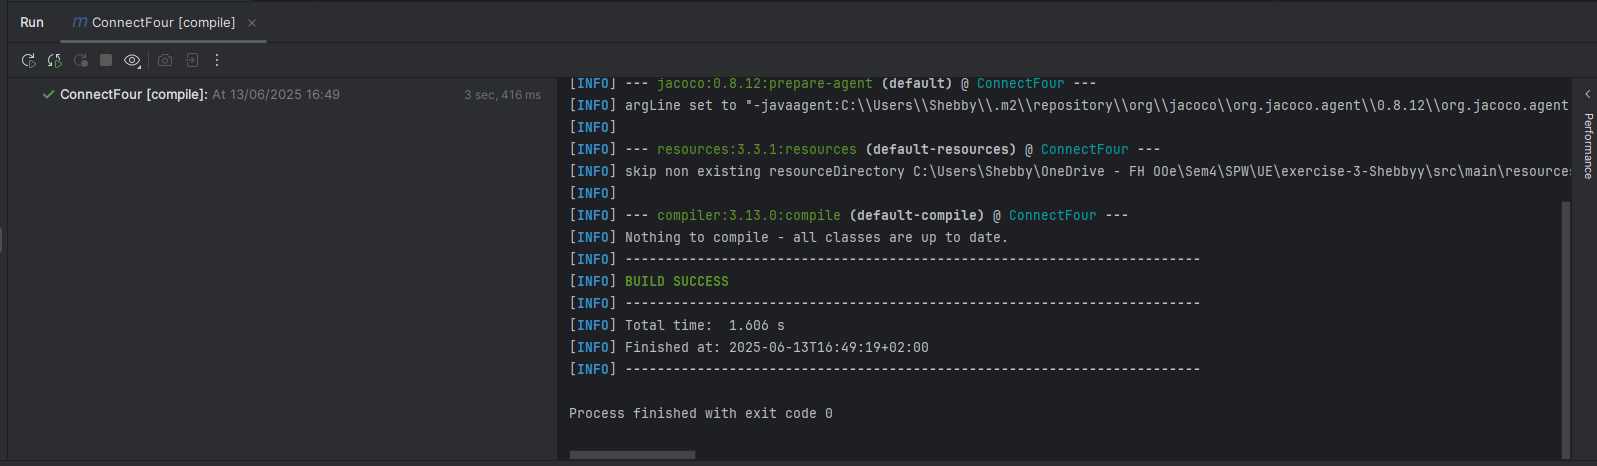 Run
ConnectFour [compile]
ConnectFour [compile]: At 13/06/2025 16:49 3 sec, 416 ms
[INFO] --- jacoco:0.8.12:prepare-agent (default) @ ConnectFour ---
[INFO] argLine set to "-javaagent:C:\\Users\\Shebby\\.m2\\repository\\org\\jacoco\\org.jacoco.agent\\0.8.12\\org.jacoco.agent
[INFO]
[INFO] --- resources:3.3.1:resources (default-resources) @ ConnectFour ---
[INFO] skip non existing resourceDirectory C:\Users\Shebby\OneDrive - FH OOe\Sem4\SPW\UE\exercise-3-Shebbyy\src\main\resources
[INFO]
[INFO] --- compiler:3.13.0:compile (default-compile) @ ConnectFour ---
[INFO] Nothing to compile - all classes are up to date.
[INFO] ------------------------------------------------------------------------
[INFO] BUILD SUCCESS
[INFO] ------------------------------------------------------------------------
[INFO] Total time:  1.606 s
[INFO] Finished at: 2025-06-13T16:49:19+02:00
[INFO] ------------------------------------------------------------------------
Process finished with exit code 0
Performance